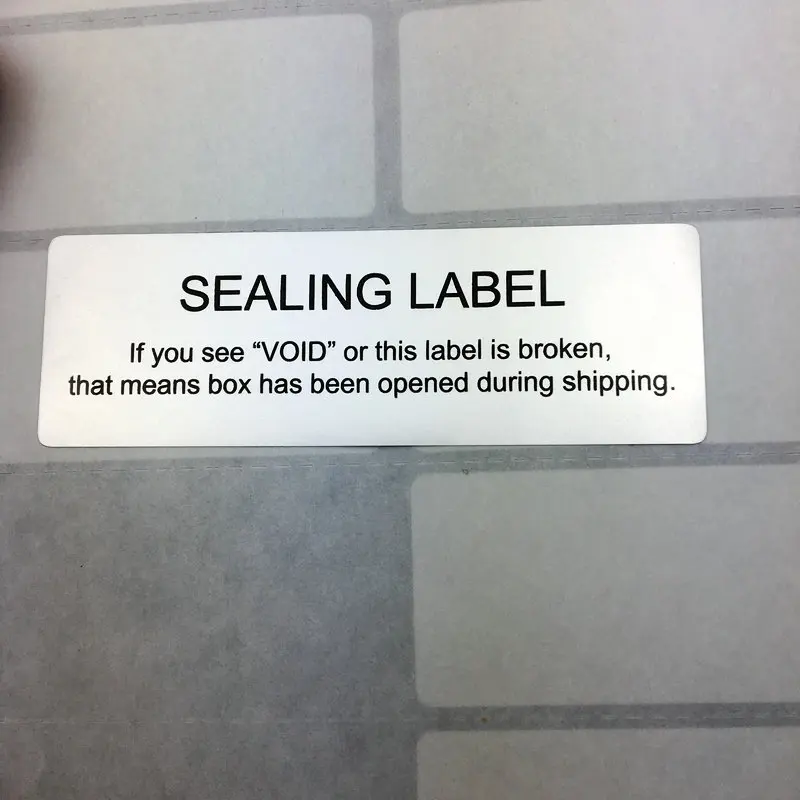 SEALING LABEL
If you see “VOID” or this label is broken,
that means box has been opened during shipping.